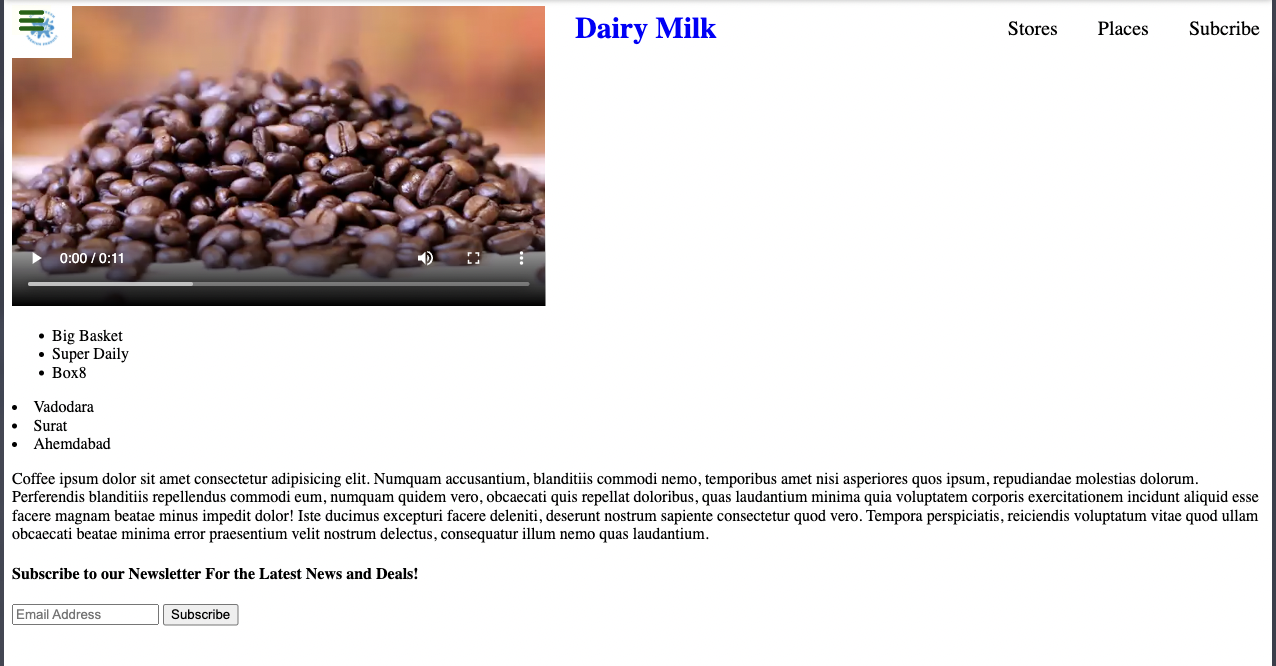 Dairy Milk
Stores Places Subcribe
0:00 / 0:11
Big Basket
Super Daily
Box8
Vadodara
Surat
Ahemdabad
Coffee ipsum dolor sit amet consectetur adipisicing elit. Numquam accusantium, blanditiis commodi nemo, temporibus amet nisi asperiores quos ipsum, repudiandae molestias dolorum.
Perferendis blanditiis repellendus commodi eum, numquam quidem vero, obcaecati quis repellat doloribus, quas laudantium minima quia voluptatem corporis exercitationem incidunt aliquid esse
facere magnam beatae minus impedit dolor! Iste ducimus excepturi facere deleniti, deserunt nostrum sapiente consectetur quod vero. Tempora perspiciatis, reiciendis voluptatum vitae quod ullam
obcaecati beatae minima error praesentium velit nostrum delectus, consequatur illum nemo quas laudantium.
Subscribe to our Newsletter For the Latest News and Deals!
Email Address Subscribe